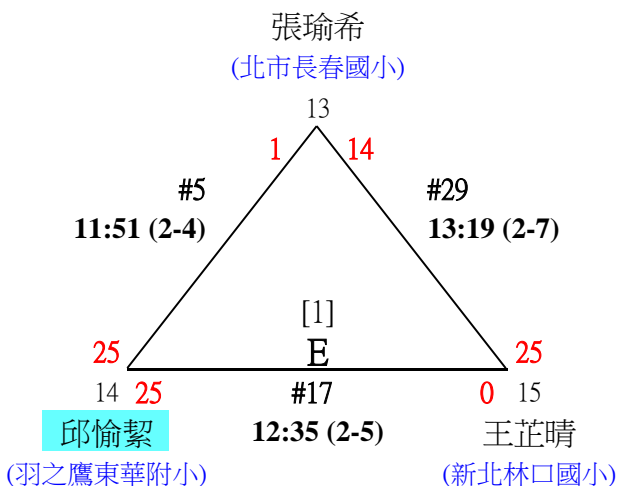 張瑜希
(北市長春國小)
13
1 14
#5 #29
11:51 (2-4) 13:19 (2-7)
[1]
25 E 25
14 25 #17 0 15
邱愉絜 12:35 (2-5) 王芷晴
(羽之鷹東華附小) (新北林口國小)